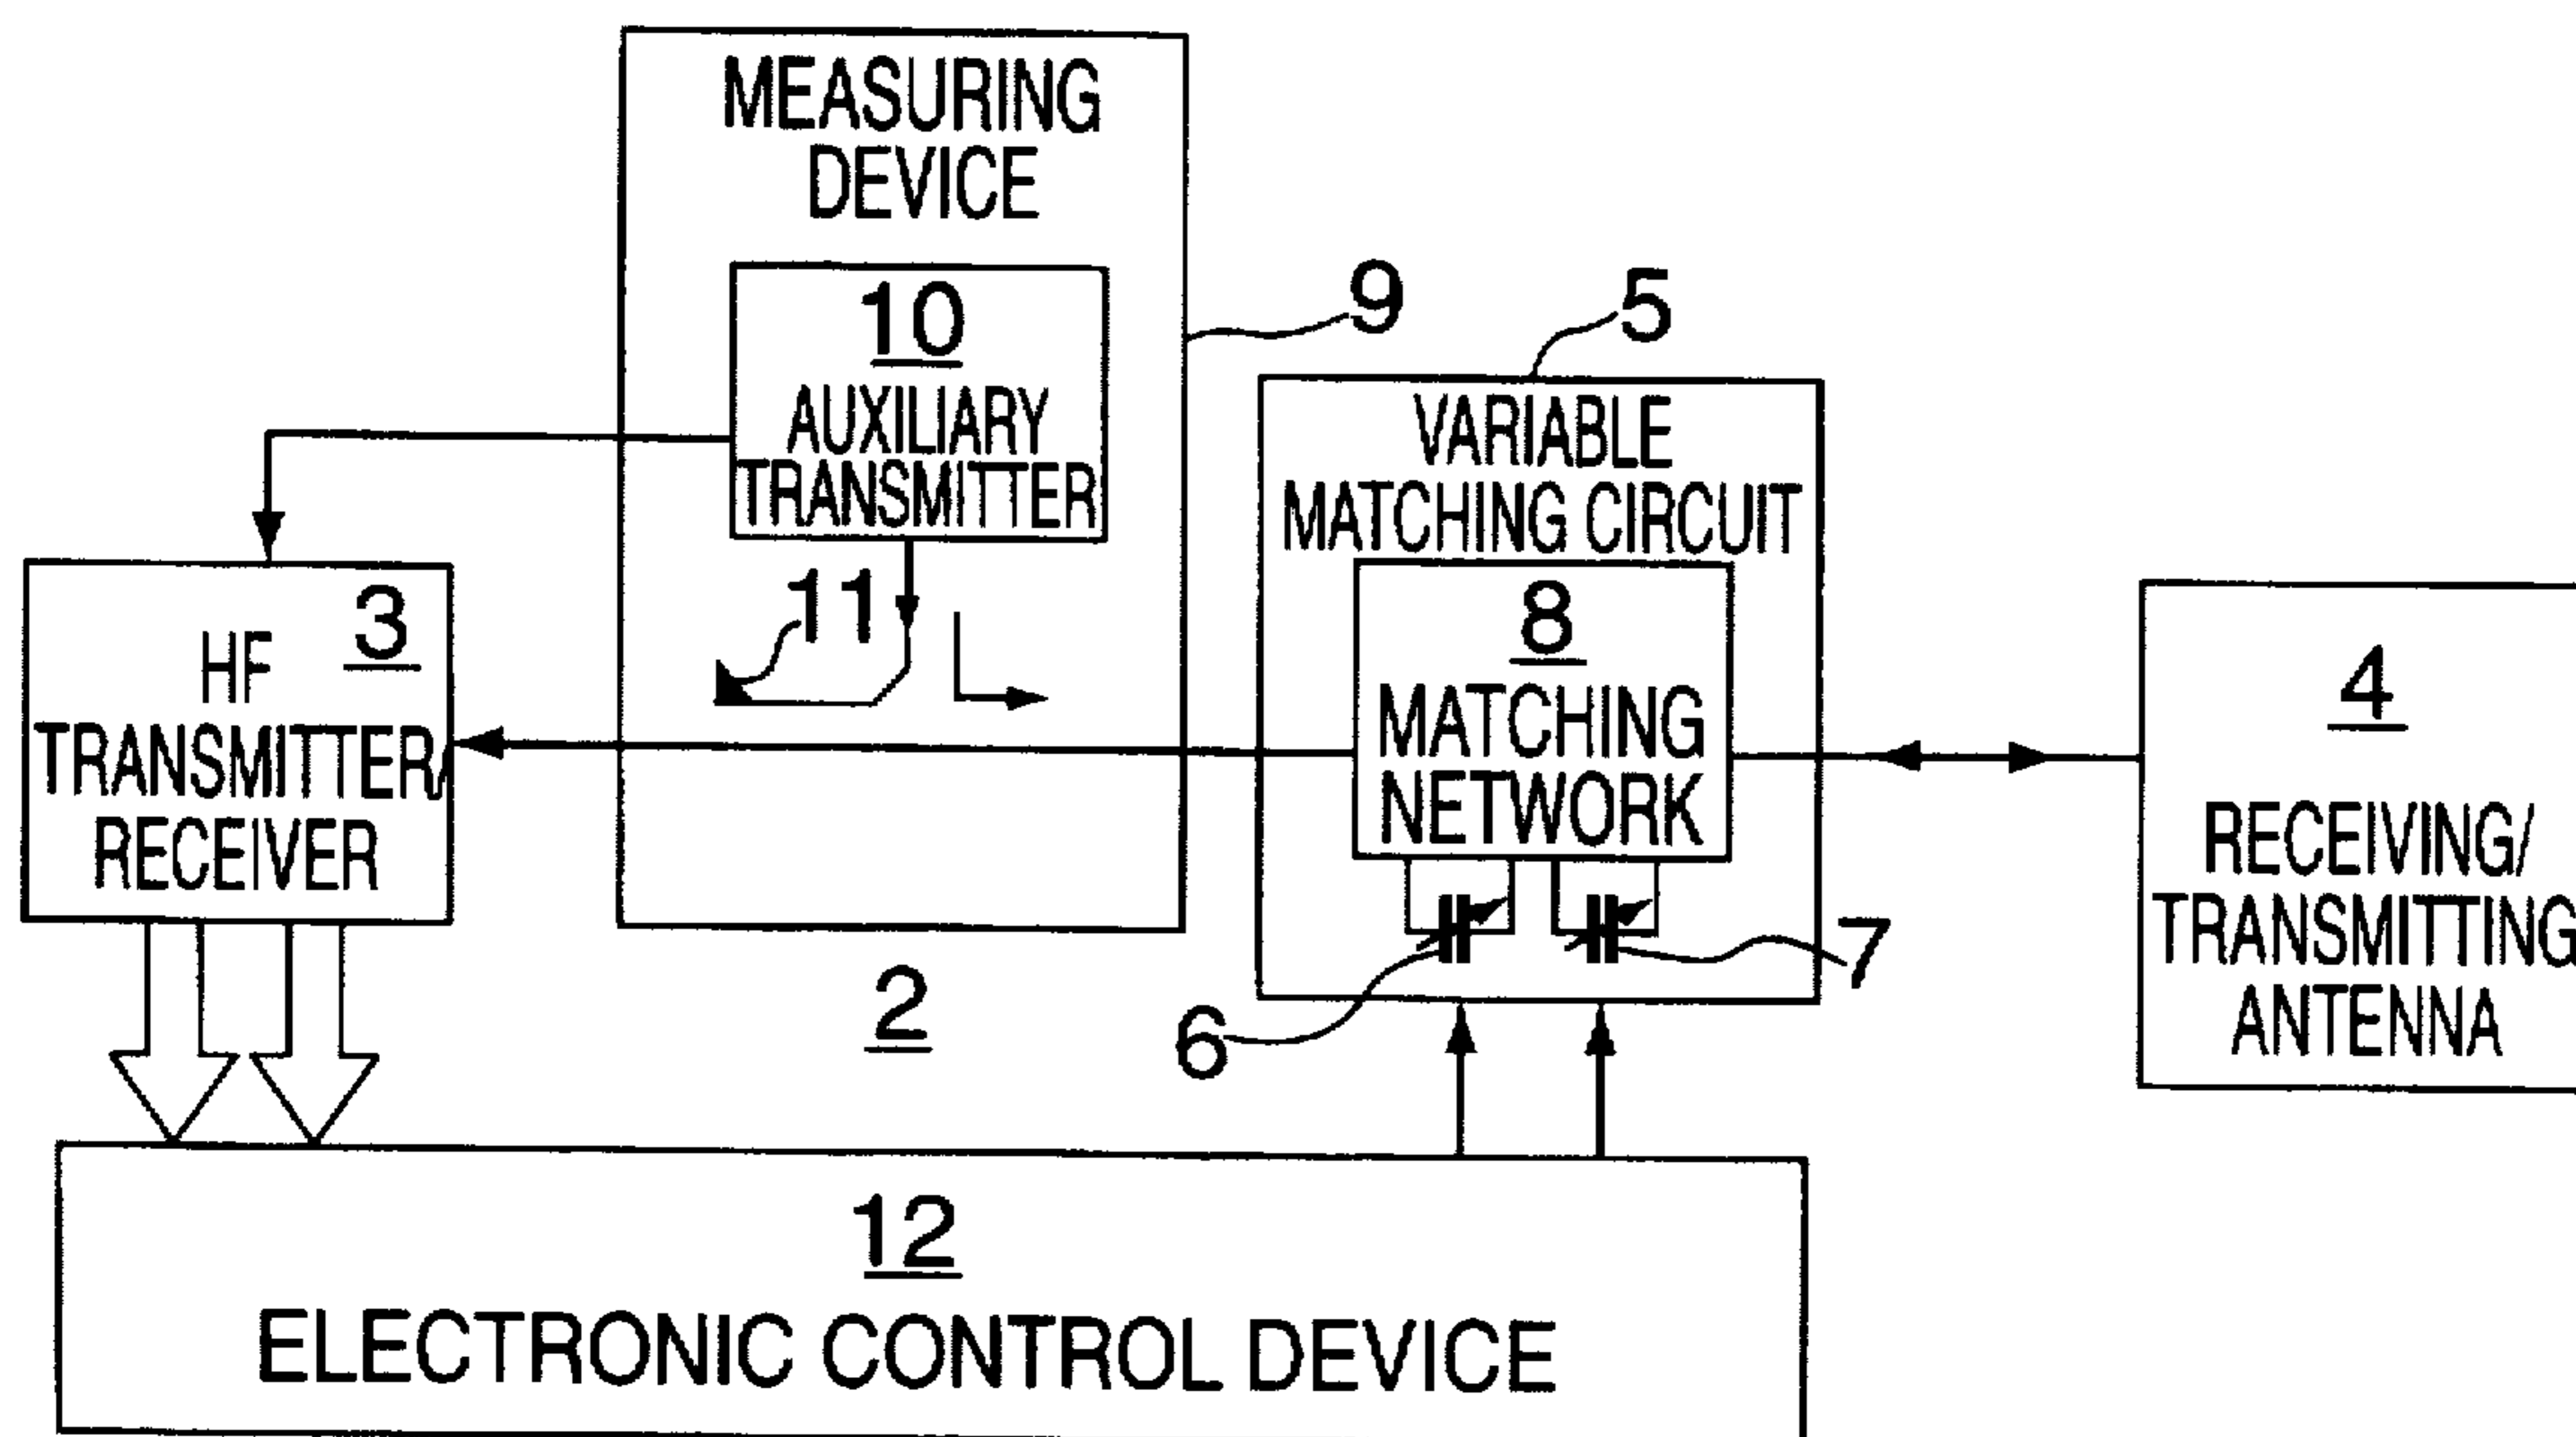 MEASURING
DEVICE
10
AUXILIARY
TRANSMITTER
11
9
5
VARIABLE
MATCHING CIRCUIT
8
MATCHING
NETWORK
3
HF
TRANSMITTER/
RECEIVER
4
RECEIVING/
TRANSMITTING
ANTENNA
2
6
7
12
ELECTRONIC CONTROL DEVICE